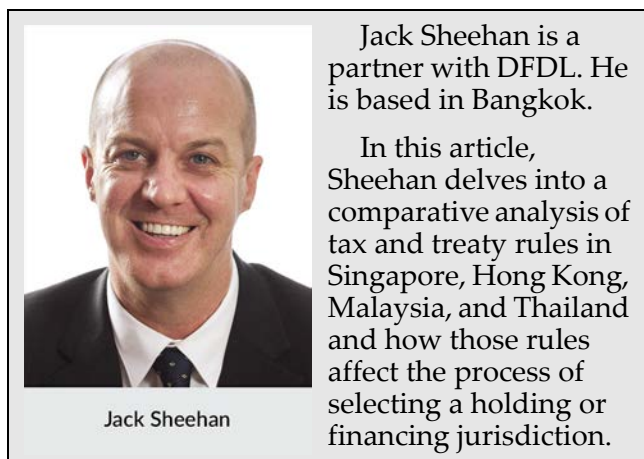 Jack Sheehan is a
partner with DFDL. He
is based in Bangkok.
In this article,
Sheehan delves into a
comparative analysis of
tax and treaty rules in
Singapore, Hong Kong,
Malaysia, and Thailand
and how those rules
affect the process of
selecting a holding or
financing jurisdiction.
Jack Sheehan